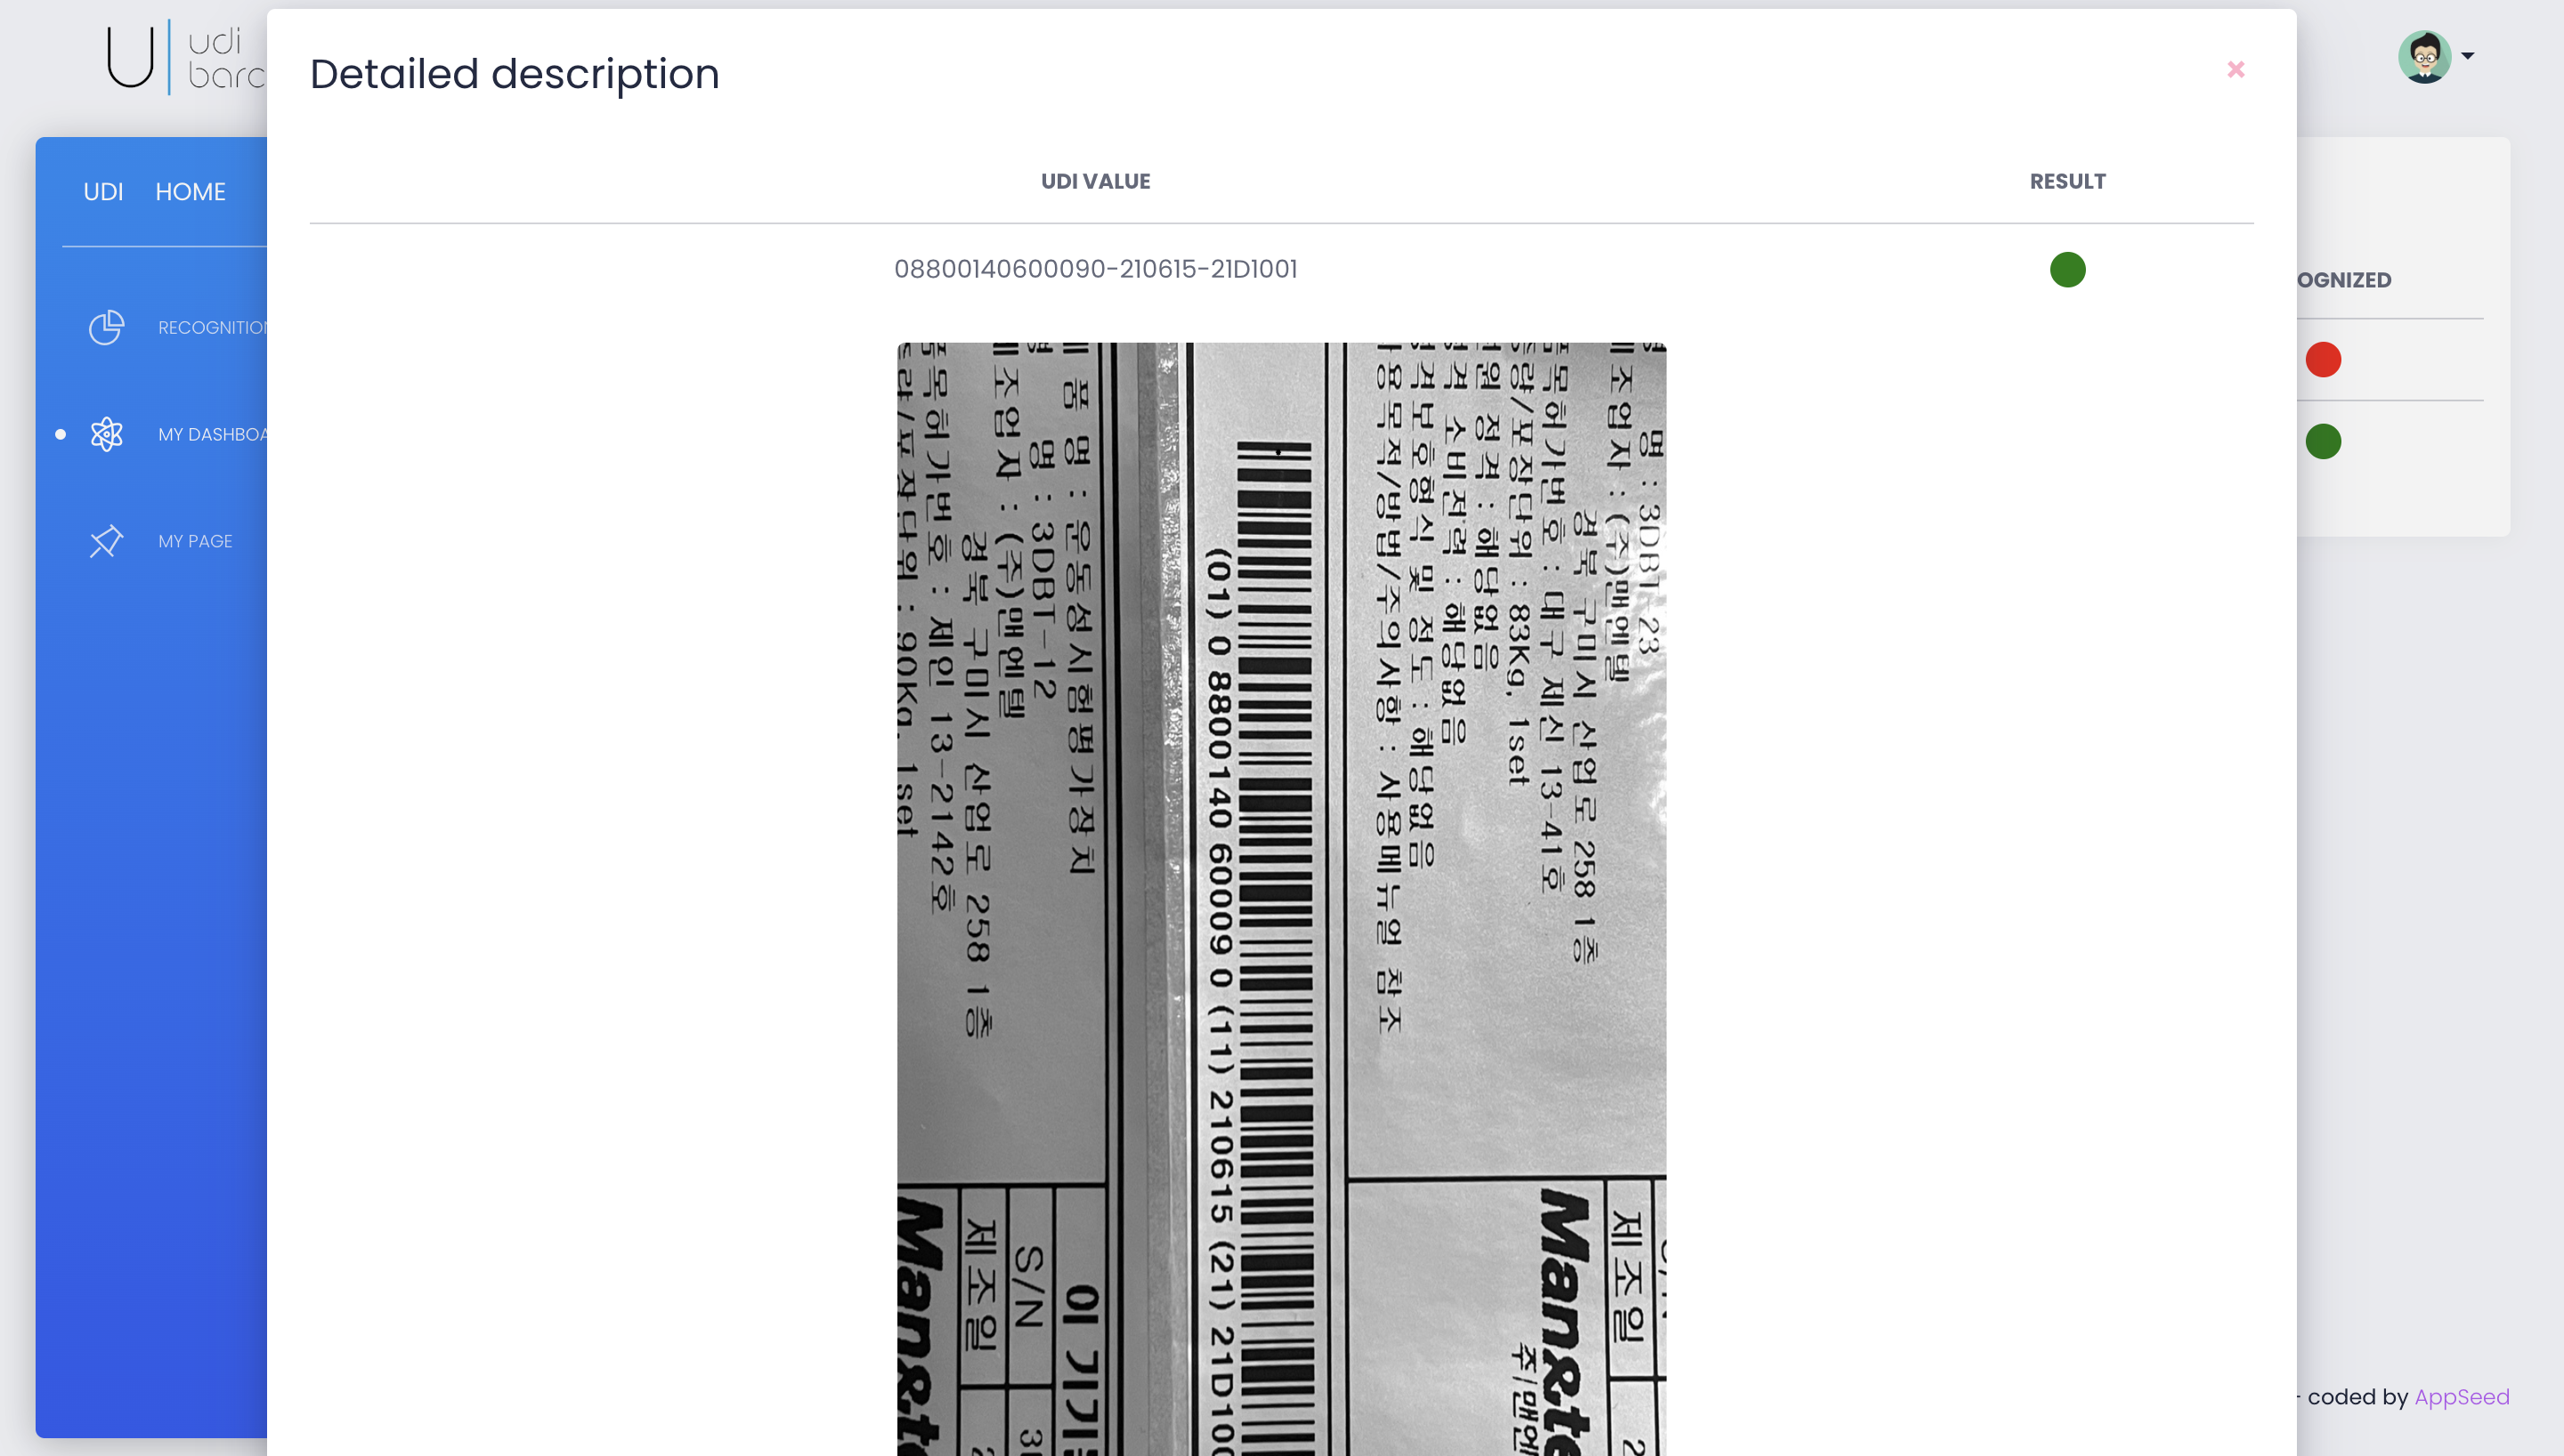 U
udi
barc
Detailed description
×
UDI VALUE
RESULT
UDI HOME
08800140600090-210615-21D1001
OGNIZED
RECOGNITION
MY DASHBOA
MY PAGE
제 품 명 : 운동성시험평가장치
명 : 3DBT-12
제조업자 : (주)맨엔텔
경북 구미시 산업로 258 1층
품목허가번호 : 제인 13-2142호
중량/포장단위 : 90Kg, 1set
(01) 0 8800140 60009 0 (11) 210615 (21) 21D100
명 : 3DBT-23
제조업자 : (주)맨엔텔
경북 구미시 산업로 258 1층
품목허가번호 : 대구 제신 13-41호
중량/포장단위 : 83Kg, 1set
전원 정격 : 해당없음
정격 소비전력 : 해당없음
전격보호형식 및 정도 : 해당없음
사용목적/방법/주의사항 : 사용메뉴얼 참조
이 기기
S/N
제조일
Man&te
제조일
Man&te
주)맨엔
coded by AppSeed